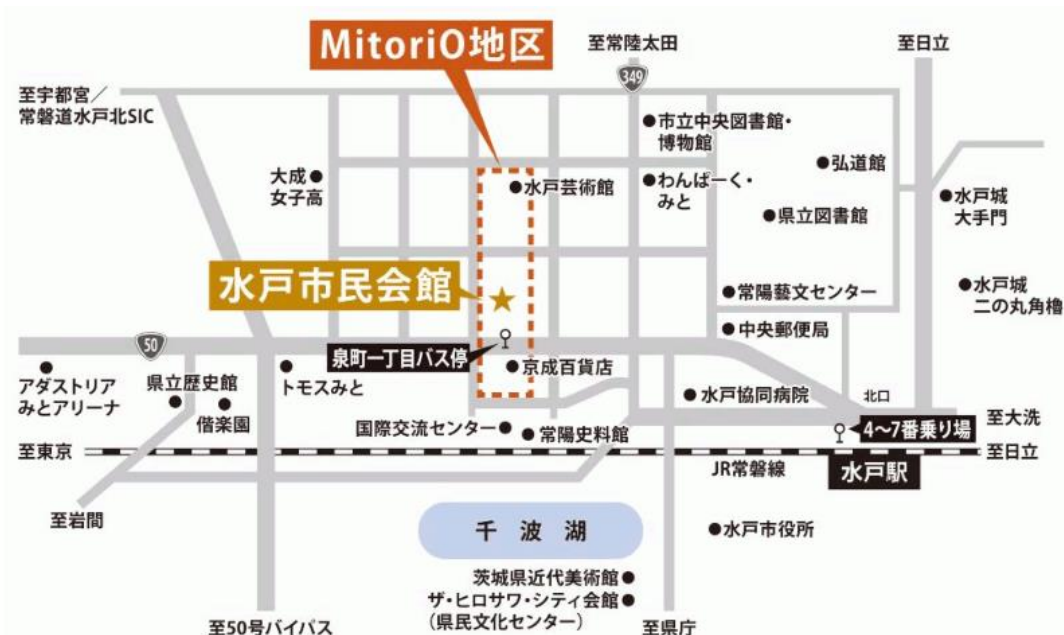 MitoriO地区
至常陸太田
至日立
349
至宇都宮／
常磐道水戸北SIC
市立中央図書館・
博物館
弘道館
大成
女子高
水戸芸術館
わんぱーく・
みと
水戸城
大手門
県立図書館
水戸市民会館
常陽藝文センター
水戸城
二の丸角櫓
中央郵便局
50
泉町一丁目バス停
京成百貨店
アダストリア
みとアリーナ
県立歴史館
トモスみと
水戸協同病院
北口
偕楽園
国際交流センター
常陽史料館
4～7番乗り場
至大洗
至東京
JR常磐線
水戸駅
至日立
至岩間
千波湖
水戸市役所
茨城県近代美術館
ザ・ヒロサワ・シティ会館
（県民文化センター）
至50号バイパス
至県庁